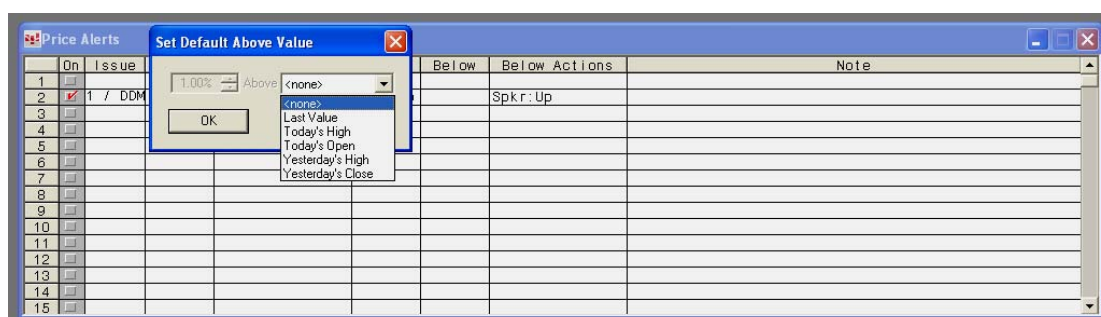 Price Alerts
Set Default Above Value
On Issue Below Below Actions Note
1.00% Above <none>
1
2 1 / DDM Spkr:Up
<none>
3
OK
Last Value
4
Today's High
5
Today's Open
6
Yesterday's High
7
Yesterday's Close
8
9
10
11
12
13
14
15